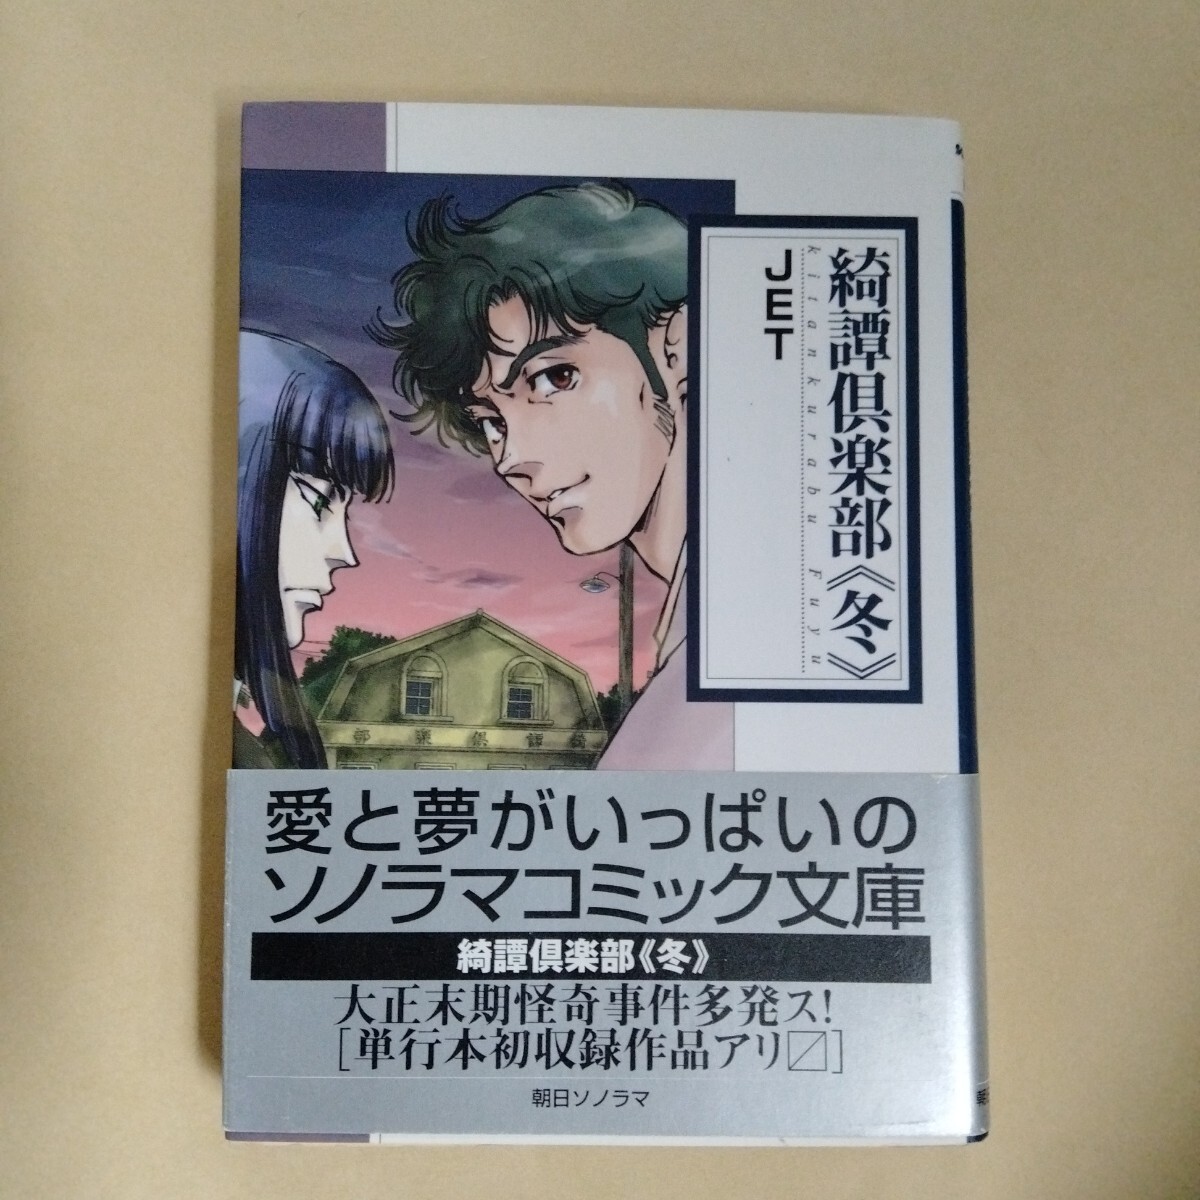 綺譚倶楽部《冬》
kitankurabu Fuyu
JET
部楽倶譚綺
愛と夢がいっぱいの
ソノラマコミック文庫
綺譚倶楽部《冬》
大正末期怪奇事件多発ス!
[単行本初収録作品アリ〼]
朝日ソノラマ